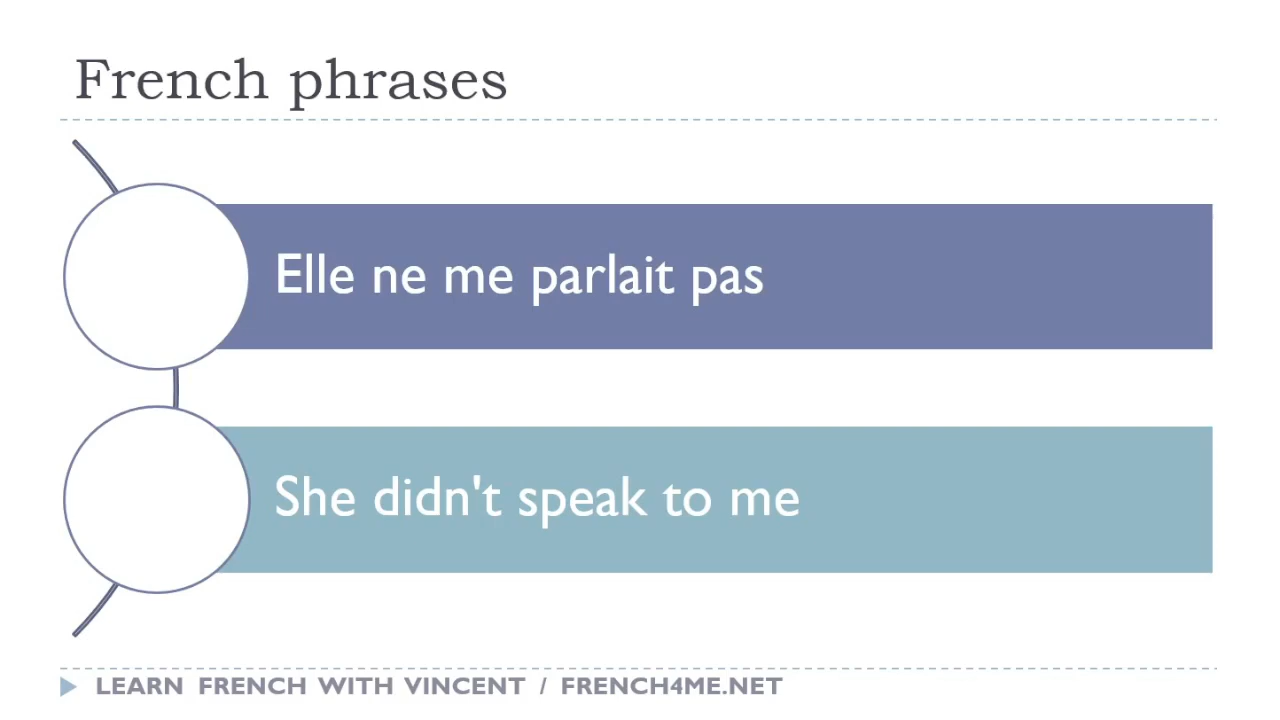 French phrases
Elle ne me parlait pas
She didn't speak to me
LEARN FRENCH WITH VINCENT / FRENCH4ME.NET